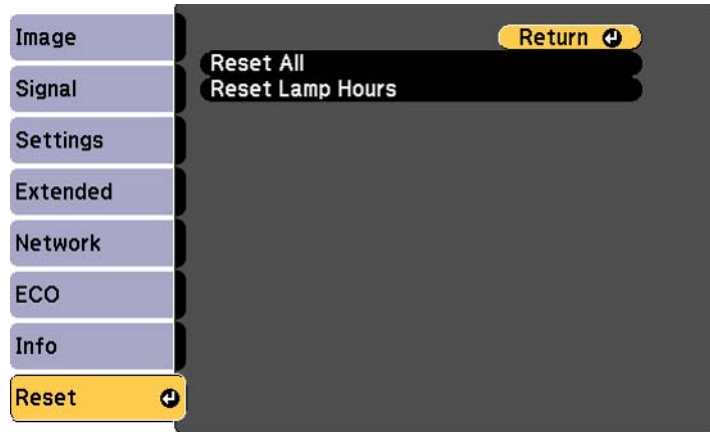 Image
Signal
Settings
Extended
Network
ECO
Info
Reset
Return
Reset All
Reset Lamp Hours